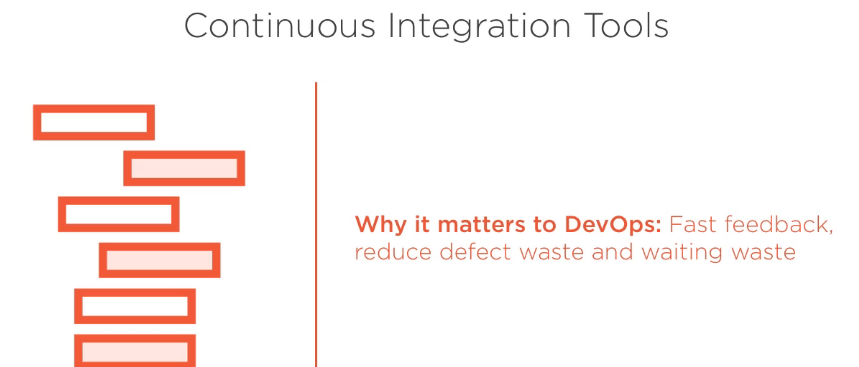 Continuous Integration Tools
Why it matters to DevOps: Fast feedback,
reduce defect waste and waiting waste